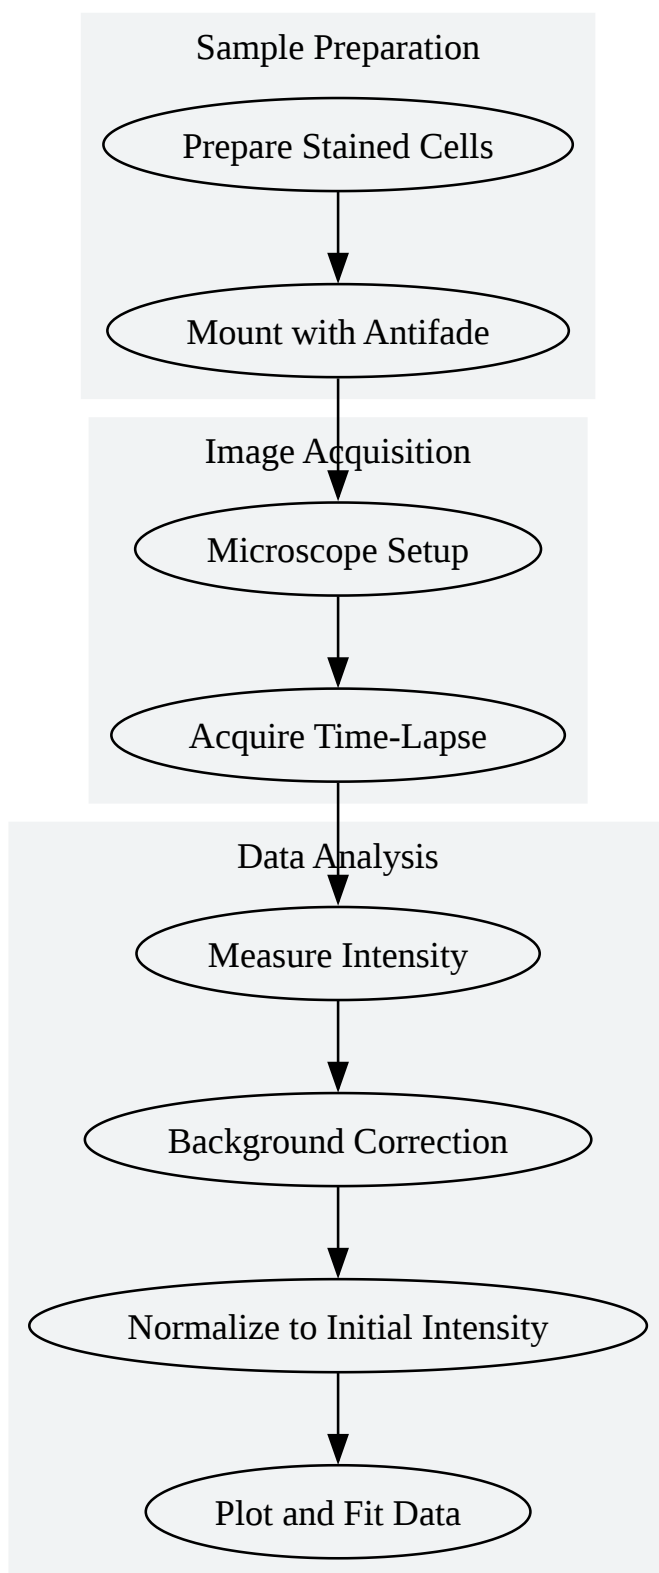 Sample Preparation
Prepare Stained Cells
Mount with Antifade
Image Acquisition
Microscope Setup
Acquire Time-Lapse
Data Analysis
Measure Intensity
Background Correction
Normalize to Initial Intensity
Plot and Fit Data